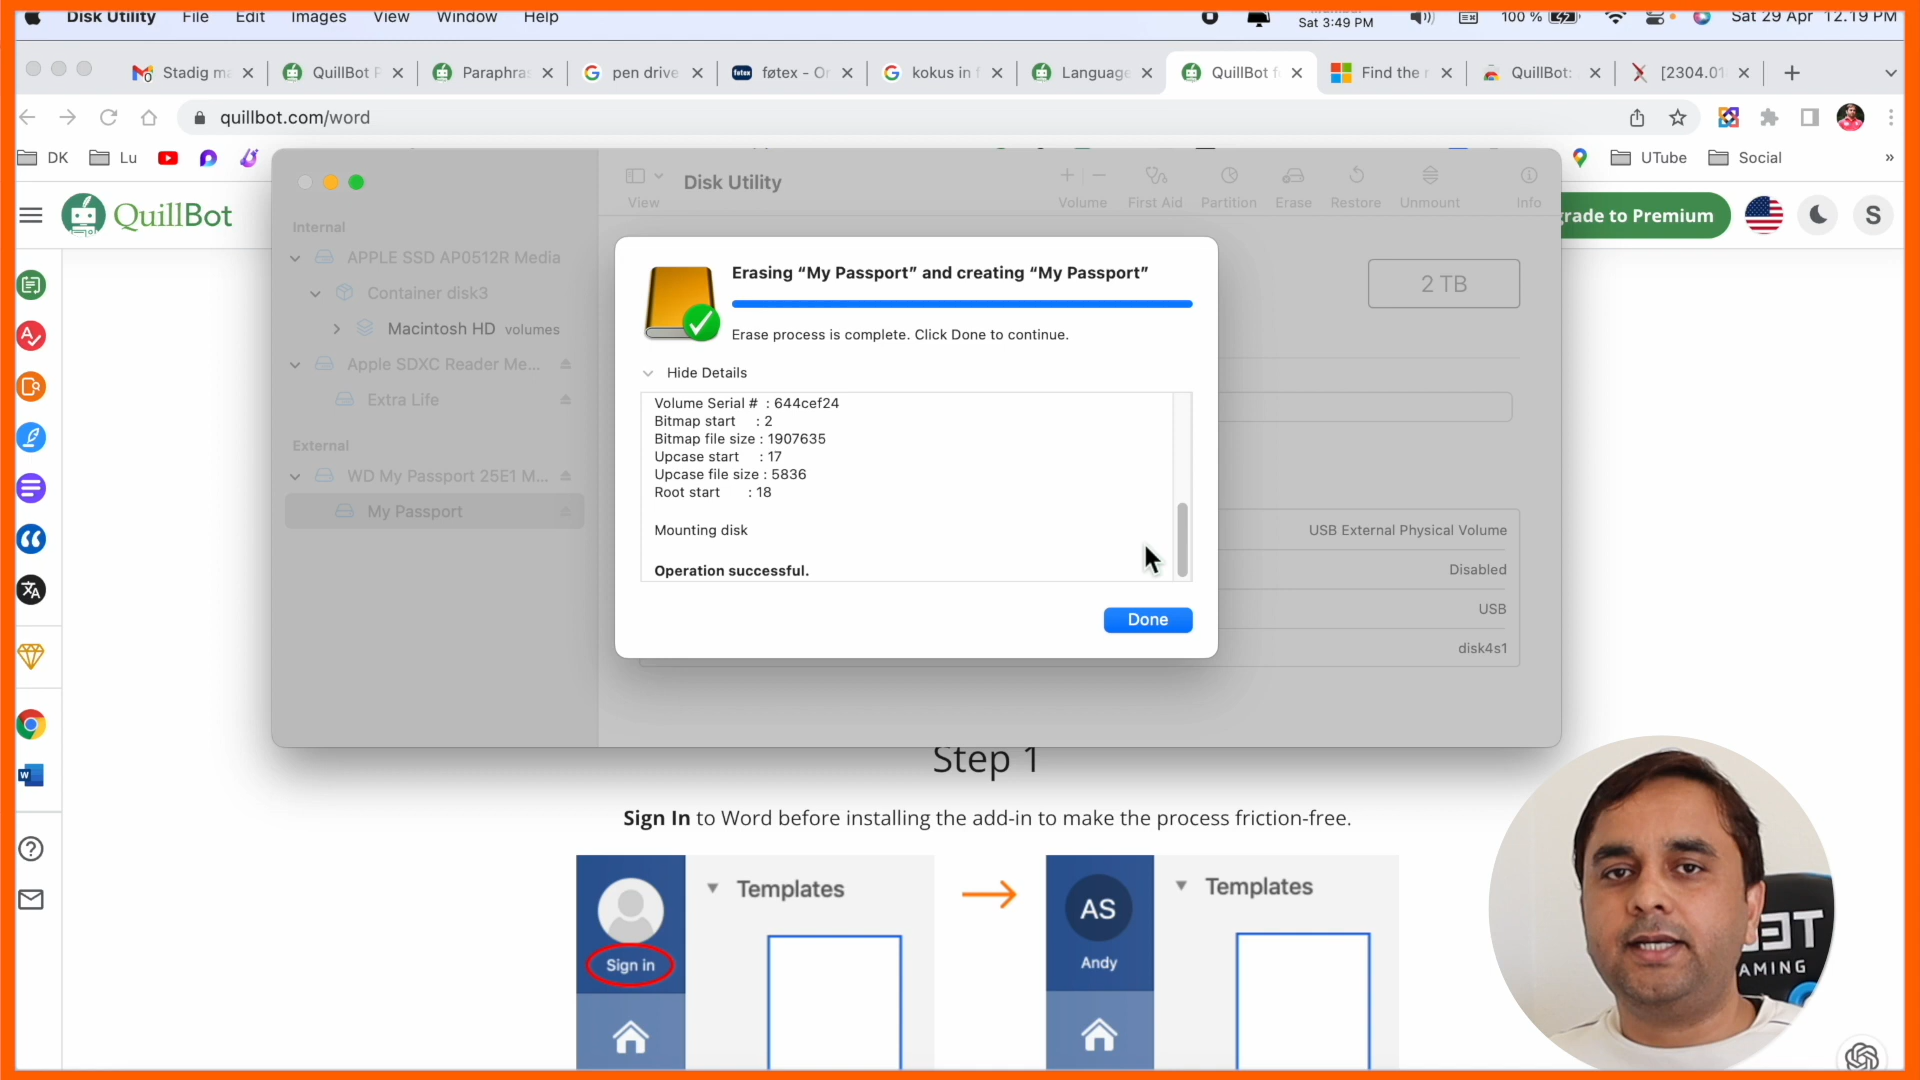 Disk Utility File Edit Images View Window Help
Sat 3:49 PM 100 % Sat 29 Apr 12.19 PM
Stadig ma QuillBot P Paraphra pen drive føtex - Or kokus in Language QuillBot f Find the r QuillBot: [2304.01
quillbot.com/word
DK Lu UTube Social »
QuillBot
grade to Premium
S
Disk Utility
View
Volume First Aid Partition Erase Restore Unmount Info
Internal
APPLE SSD AP0512R Media
Container disk3
Macintosh HD volumes
Apple SDXC Reader Me...
Extra Life
External
WD My Passport 25E1 M...
My Passport
2 TB
Erasing “My Passport” and creating “My Passport”
Erase process is complete. Click Done to continue.
Hide Details
Volume Serial # : 644cef24
Bitmap start : 2
Bitmap file size : 1907635
Upcase start : 17
Upcase file size : 5836
Root start : 18
Mounting disk
Operation successful.
Done
USB External Physical Volume
Disabled
USB
disk4s1
Step 1
Sign In to Word before installing the add-in to make the process friction-free.
Sign in
Templates
AS
Andy
Templates
AMING